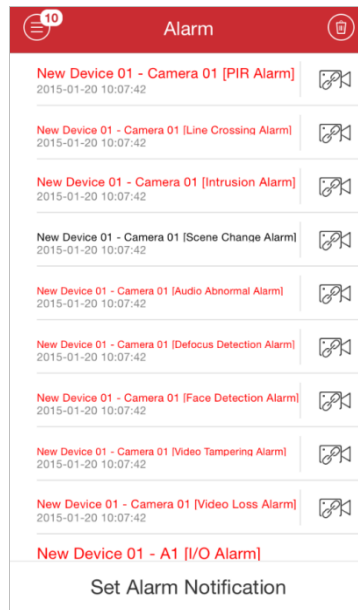 10
Alarm
New Device 01 - Camera 01 [PIR Alarm]
2015-01-20 10:07:42
New Device 01 - Camera 01 [Line Crossing Alarm]
2015-01-20 10:07:42
New Device 01 - Camera 01 [Intrusion Alarm]
2015-01-20 10:07:42
New Device 01 - Camera 01 [Scene Change Alarm]
2015-01-20 10:07:42
New Device 01 - Camera 01 [Audio Abnormal Alarm]
2015-01-20 10:07:42
New Device 01 - Camera 01 [Defocus Detection Alarm]
2015-01-20 10:07:42
New Device 01 - Camera 01 [Face Detection Alarm]
2015-01-20 10:07:42
New Device 01 - Camera 01 [Video Tampering Alarm]
2015-01-20 10:07:42
New Device 01 - Camera 01 [Video Loss Alarm]
2015-01-20 10:07:42
New Device 01 - A1 [I/O Alarm]
Set Alarm Notification